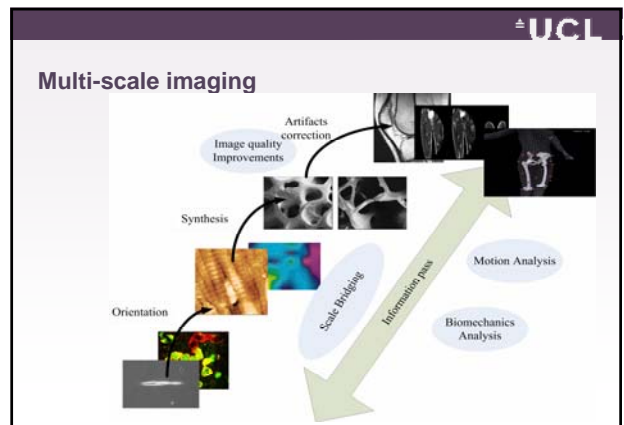 UCL
Multi-scale imaging
Artifacts
correction
Image quality
Improvements
Synthesis
Orientation
Scale Bridging
Information pass
Motion Analysis
Biomechanics
Analysis